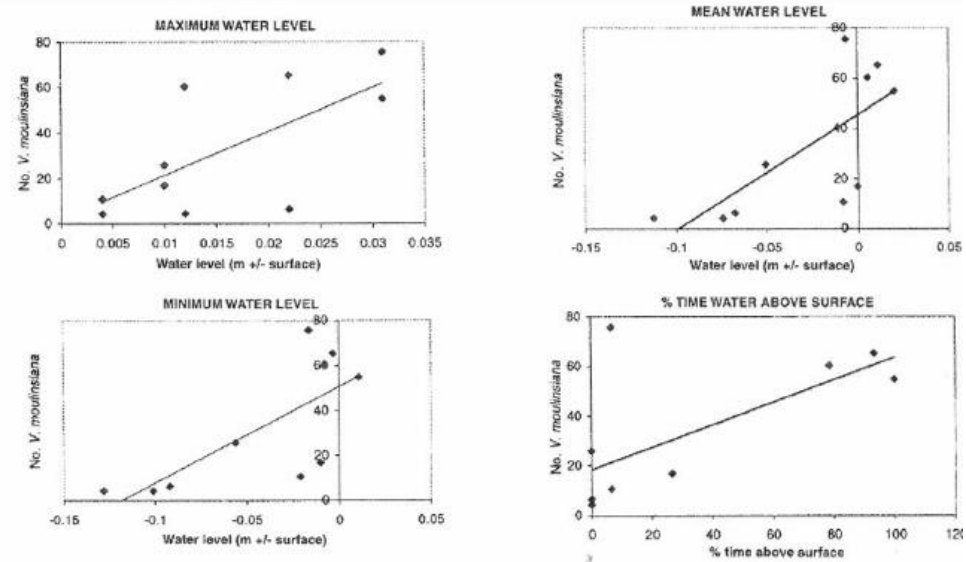 MAXIMUM WATER LEVEL
No. V. moulinsiana
80
60
40
20
0
0 0.005 0.01 0.015 0.02 0.025 0.03 0.035
Water level (m +/- surface)
MEAN WATER LEVEL
No. V. moulinsiana
80
60
40
20
0
-0.15 -0.1 -0.05 0 0.05
Water level (m +/- surface)
MINIMUM WATER LEVEL
No. V. moulinsiana
80
60
40
20
0
-0.15 -0.1 -0.05 0 0.05
Water level (m +/- surface)
% TIME WATER ABOVE SURFACE
No. V. moulinsiana
80
60
40
20
0
0 20 40 60 80 100 120
% time above surface